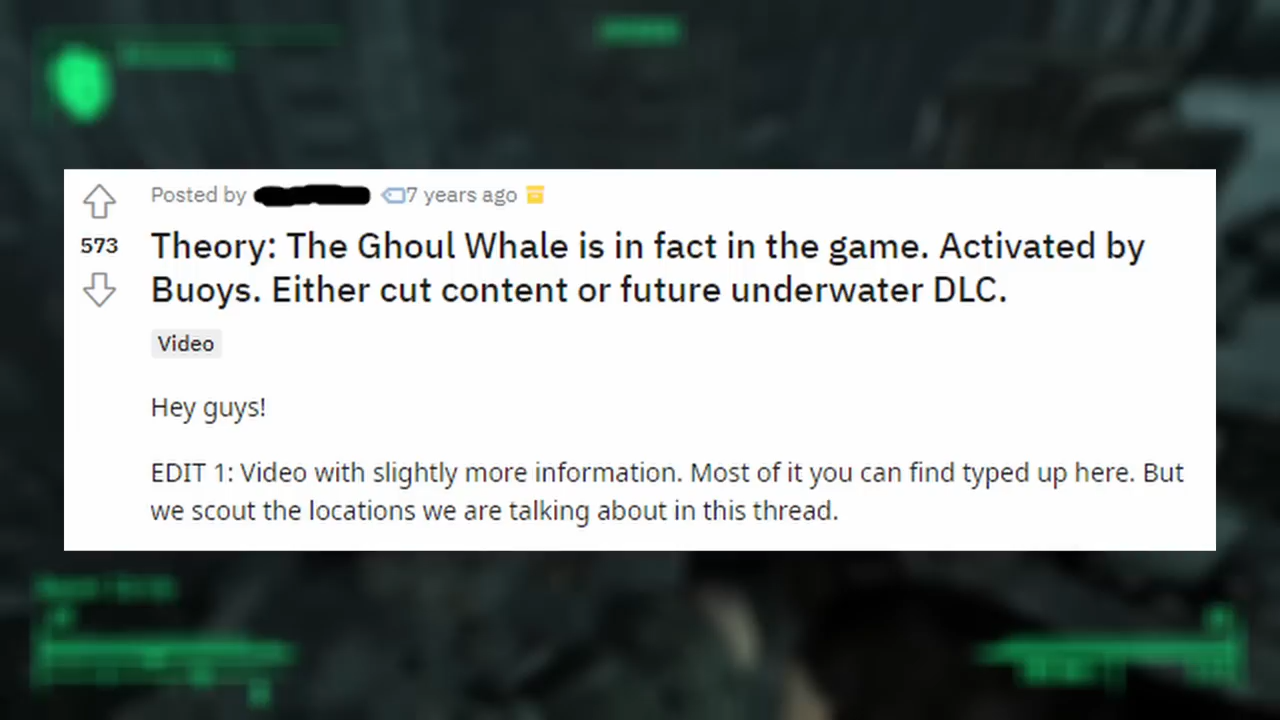 Posted by 7 years ago
573
Theory: The Ghoul Whale is in fact in the game. Activated by
Buoys. Either cut content or future underwater DLC.
Video
Hey guys!
EDIT 1: Video with slightly more information. Most of it you can find typed up here. But
we scout the locations we are talking about in this thread.